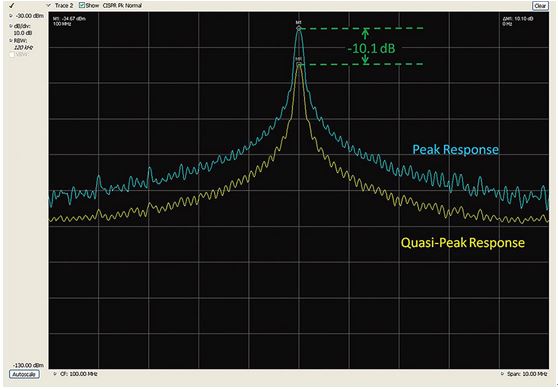 Trace 2 Show CISPR Pk Normal Clear
-30.00 dBm
dB/div:
10.0 dB
RBW:
120 kHz
VBW:
M1: -34.67 dBm
100 MHz
ΔM1: 10.10 dB
0 Hz
M1
-10.1 dB
MR
Peak Response
Quasi-Peak Response
-130.00 dBm
Autoscale
CF: 100.00 MHz
Span: 10.00 MHz